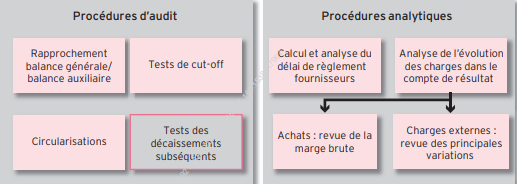 Procédures d'audit
Rapprochement
balance générale/
balance auxiliaire
Tests de cut-off
Circularisations
Tests des
décaissements
subséquents
Procédures analytiques
Calcul et analyse du
délai de règlement
fournisseurs
Analyse de l'évolution
des charges dans le
compte de résultat
Achats : revue de la
marge brute
Charges externes :
revue des principales
variations